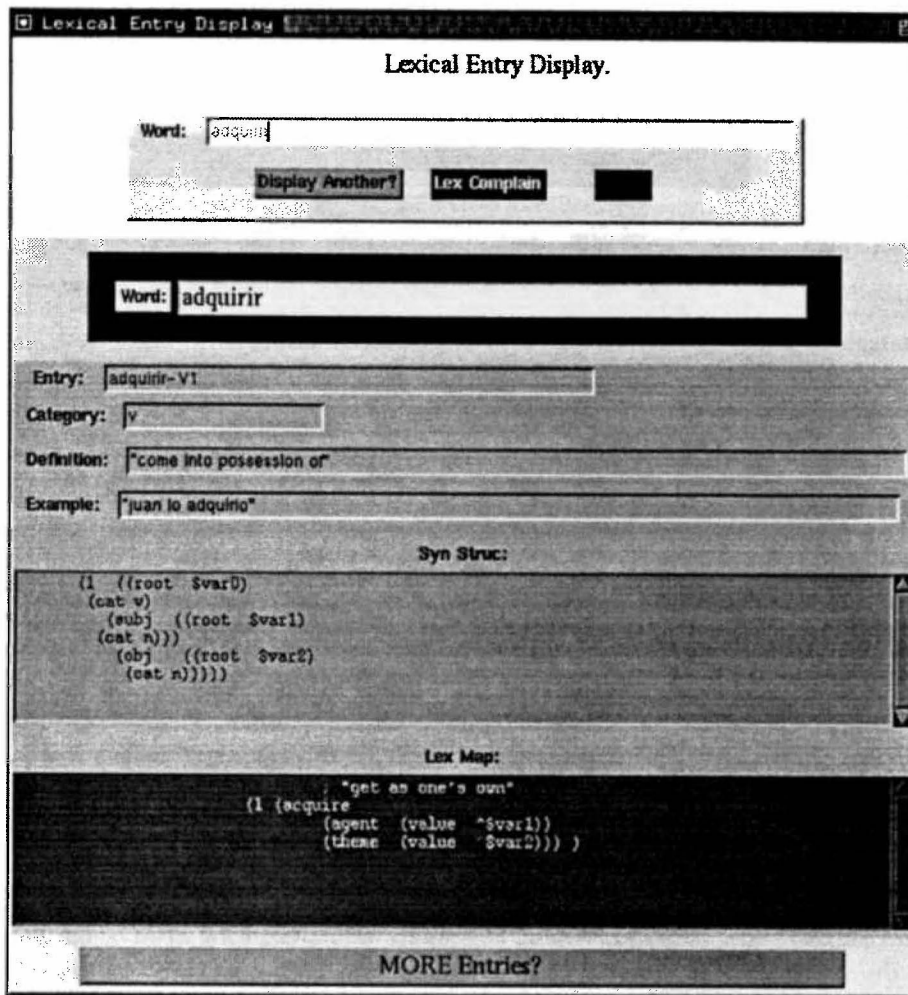 Lexical Entry Display
Lexical Entry Display.
Word: adquirir
Display Another? Lex Complain
Word: adquirir
Entry: adquirir-V1
Category: v
Definition: "come into possession of"
Example: "juan lo adquirio"
Syn Struc:
(1 ((root $var0)
(cat v)
(subj ((root $var1)
(cat n)))
(obj ((root $var2)
(cat n)))))
Lex Map:
; "get as one's own"
(1 (acquire
(agent (value ^$var1))
(theme (value ^$var2))) )
MORE Entries?